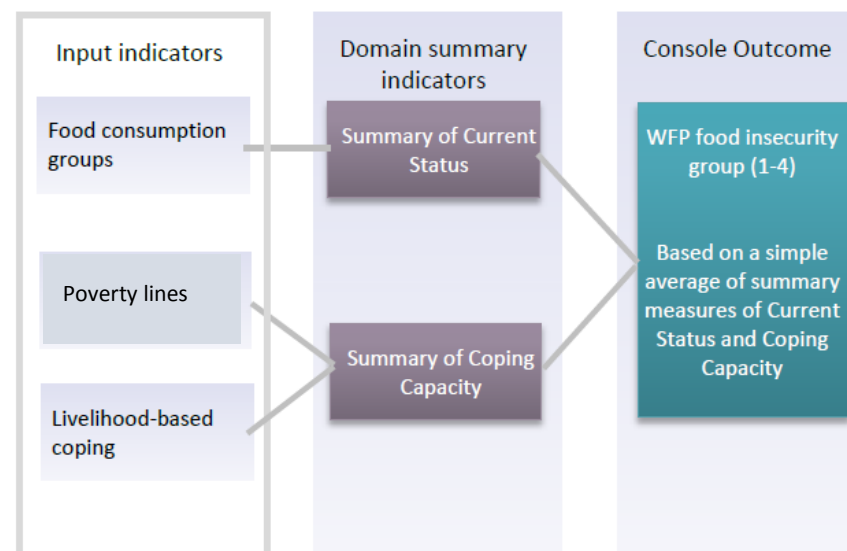 Input indicators
Food consumption
groups
Poverty lines
Livelihood-based
coping
Domain summary
indicators
Summary of Current
Status
Summary of Coping
Capacity
Console Outcome
WFP food insecurity
group (1-4)
Based on a simple
average of summary
measures of Current
Status and Coping
Capacity